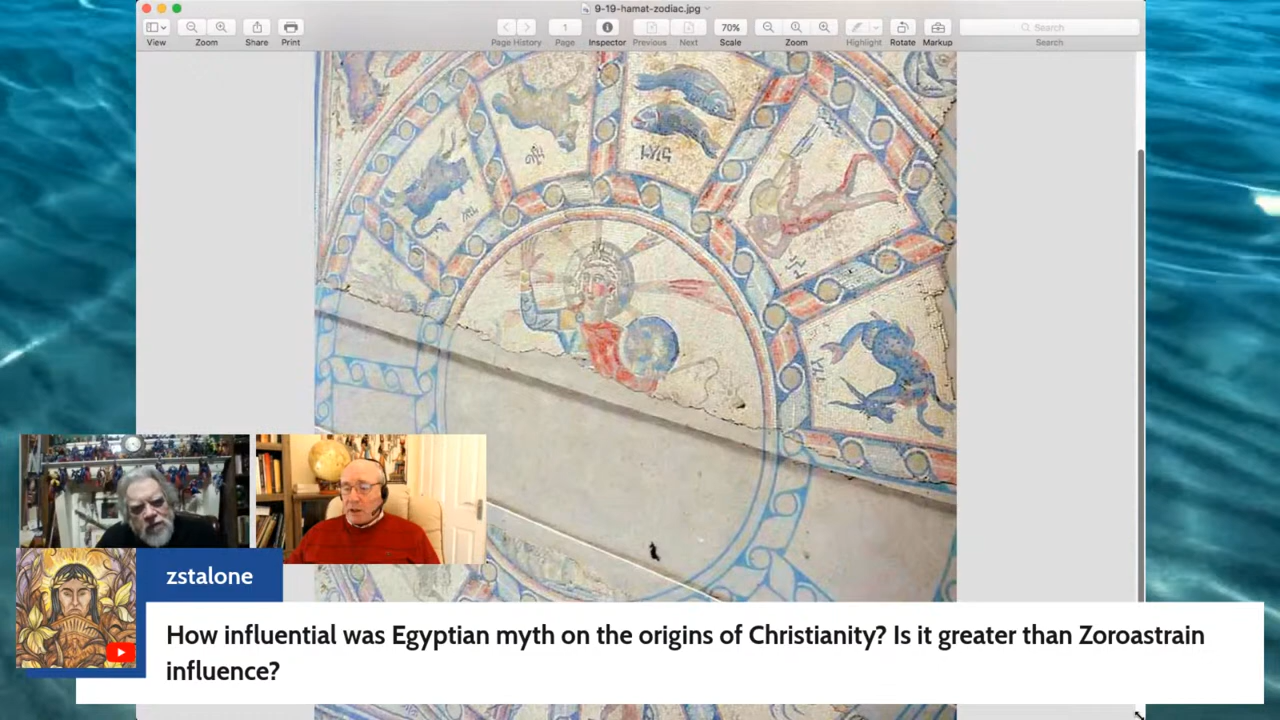 9-19-hamat-zodiac.jpg
View Zoom Share Print Page History Page Inspector Previous Next Scale Zoom Highlight Rotate Markup Search
1
70%
Search
zstalone
How influential was Egyptian myth on the origins of Christianity? Is it greater than Zoroastrain
influence?